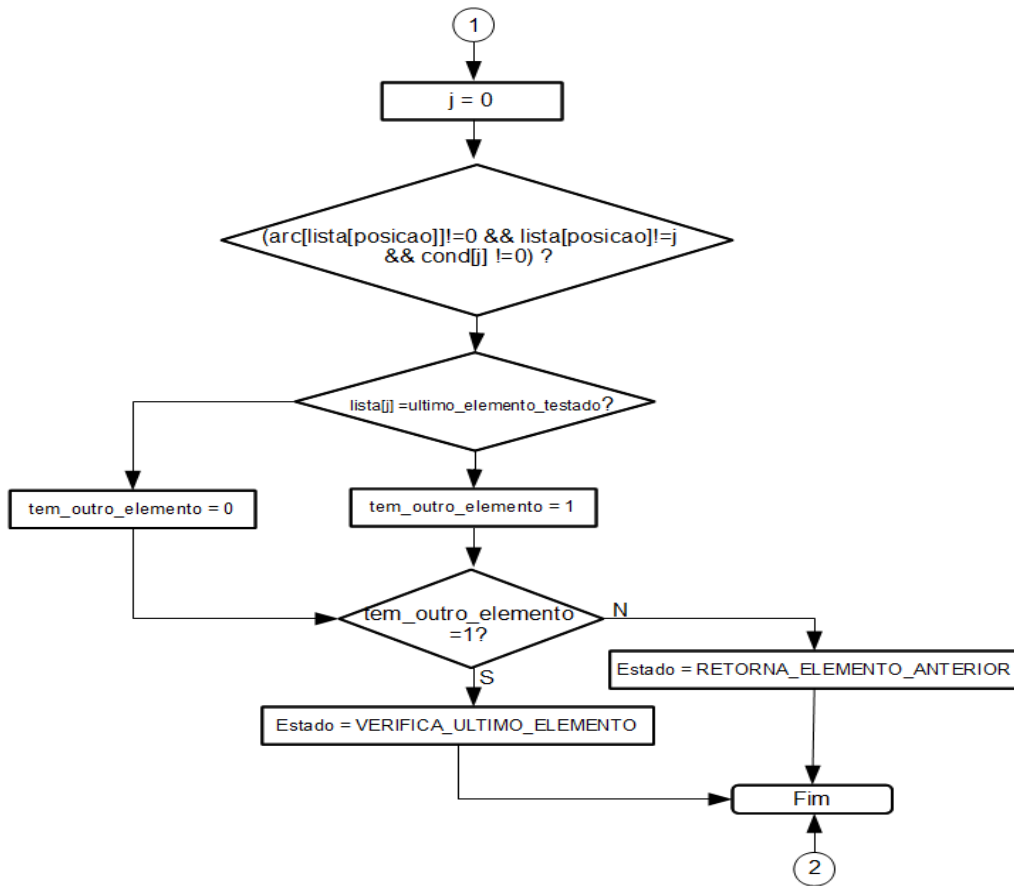 1
j = 0
(arc[lista[posicao]]!=0 && lista[posicao]!=j
&& cond[j] !=0) ?
lista[j] =ultimo_elemento_testado?
tem_outro_elemento = 0
tem_outro_elemento = 1
tem_outro_elemento
=1?
N
S
Estado = RETORNA_ELEMENTO_ANTERIOR
Estado = VERIFICA_ULTIMO_ELEMENTO
Fim
2